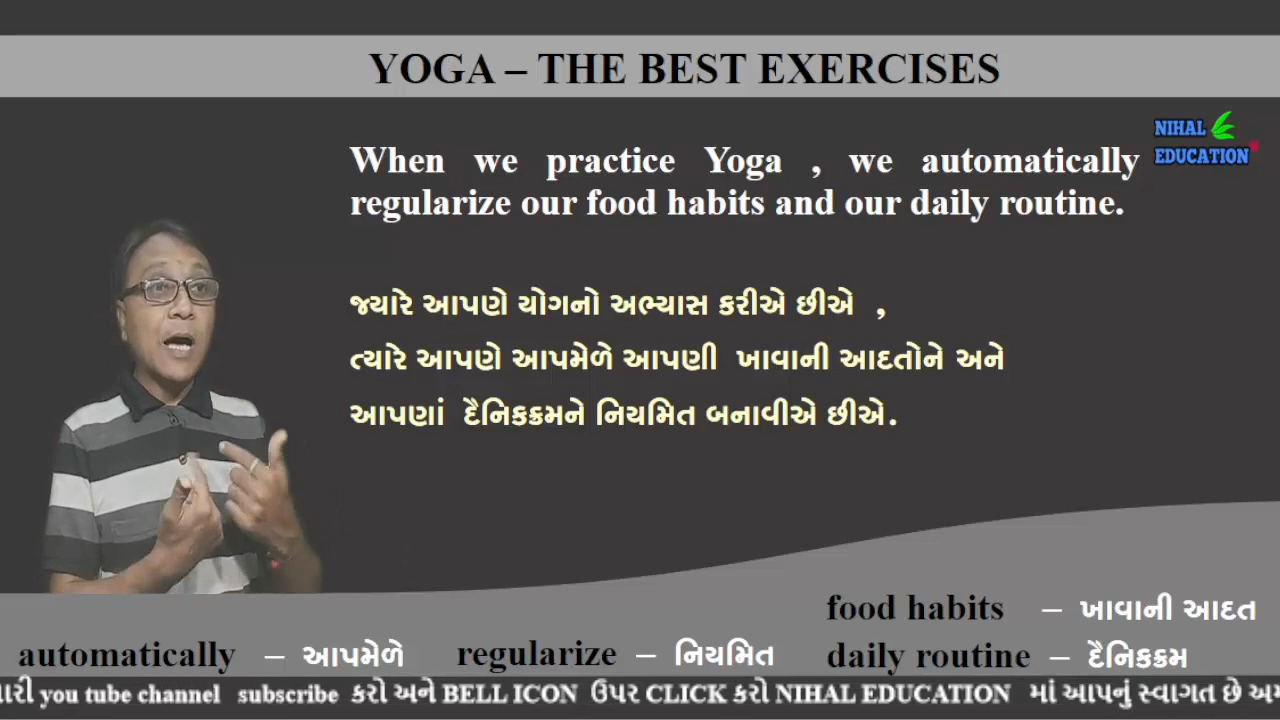 YOGA – THE BEST EXERCISES
NIHAL
EDUCATION
When we practice Yoga , we automatically
regularize our food habits and our daily routine.
જ્યારે આપણે યોગનો અભ્યાસ કરીએ છીએ ,
ત્યારે આપણે આપમેળે આપણી ખાવાની આદતોને અને
આપણાં દૈનિકક્રમને નિયમિત બનાવીએ છીએ.
food habits – ખાવાની આદત
automatically – આપમેળે regularize – નિયમિત daily routine – દૈનિકક્રમ
you tube channel subscribe કરો અને BELL ICON ઉપર CLICK કરો NIHAL EDUCATION માં આપનું સ્વાગત છે